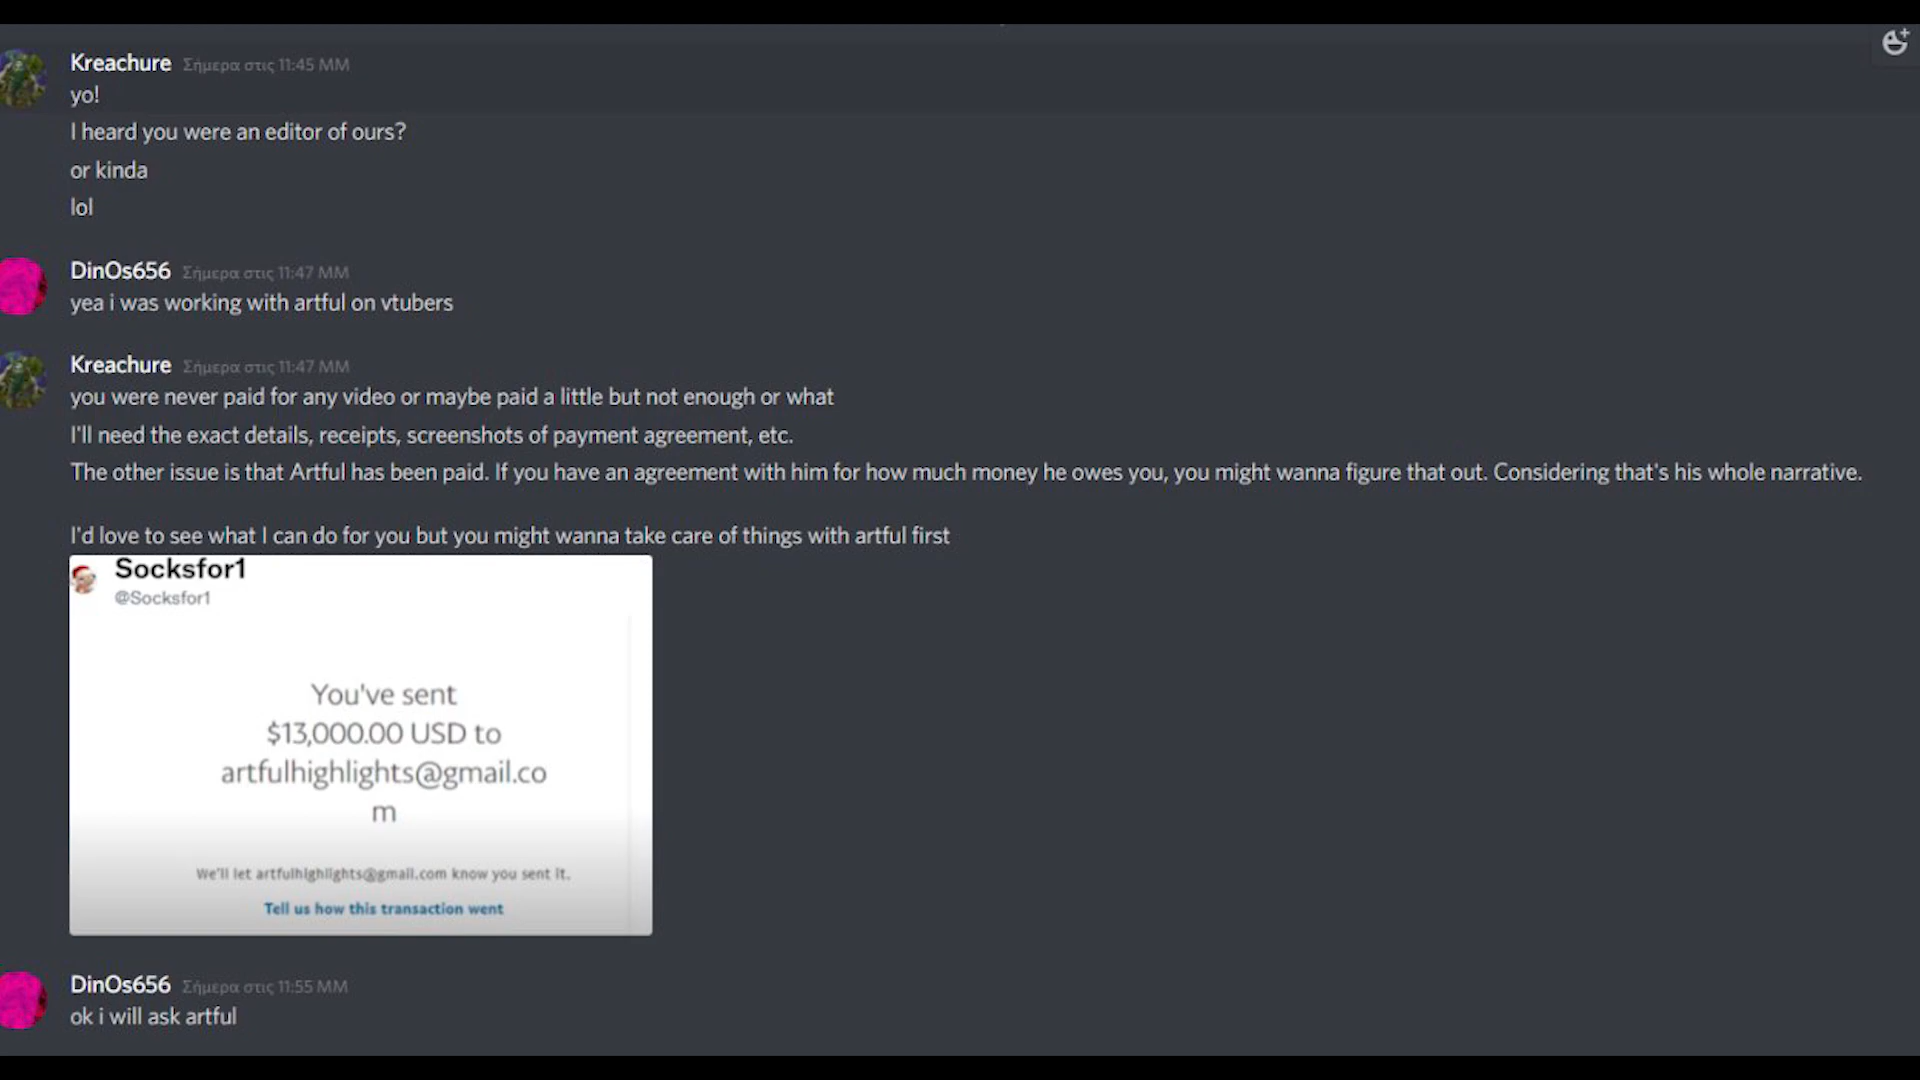 Kreachure Σήμερα στις 11:45 ΜΜ
yo!
I heard you were an editor of ours?
or kinda
lol
DinOs656 Σήμερα στις 11:47 ΜΜ
yea i was working with artful on vtubers
Kreachure Σήμερα στις 11:47 ΜΜ
you were never paid for any video or maybe paid a little but not enough or what
I'll need the exact details, receipts, screenshots of payment agreement, etc.
The other issue is that Artful has been paid. If you have an agreement with him for how much money he owes you, you might wanna figure that out. Considering that's his whole narrative.
I'd love to see what I can do for you but you might wanna take care of things with artful first
Socksfor1
@Socksfor1
You've sent
$13,000.00 USD to
artfulhighlights@gmail.co
m
We'll let artfulhighlights@gmail.com know you sent it.
Tell us how this transaction went
DinOs656 Σήμερα στις 11:55 ΜΜ
ok i will ask artful